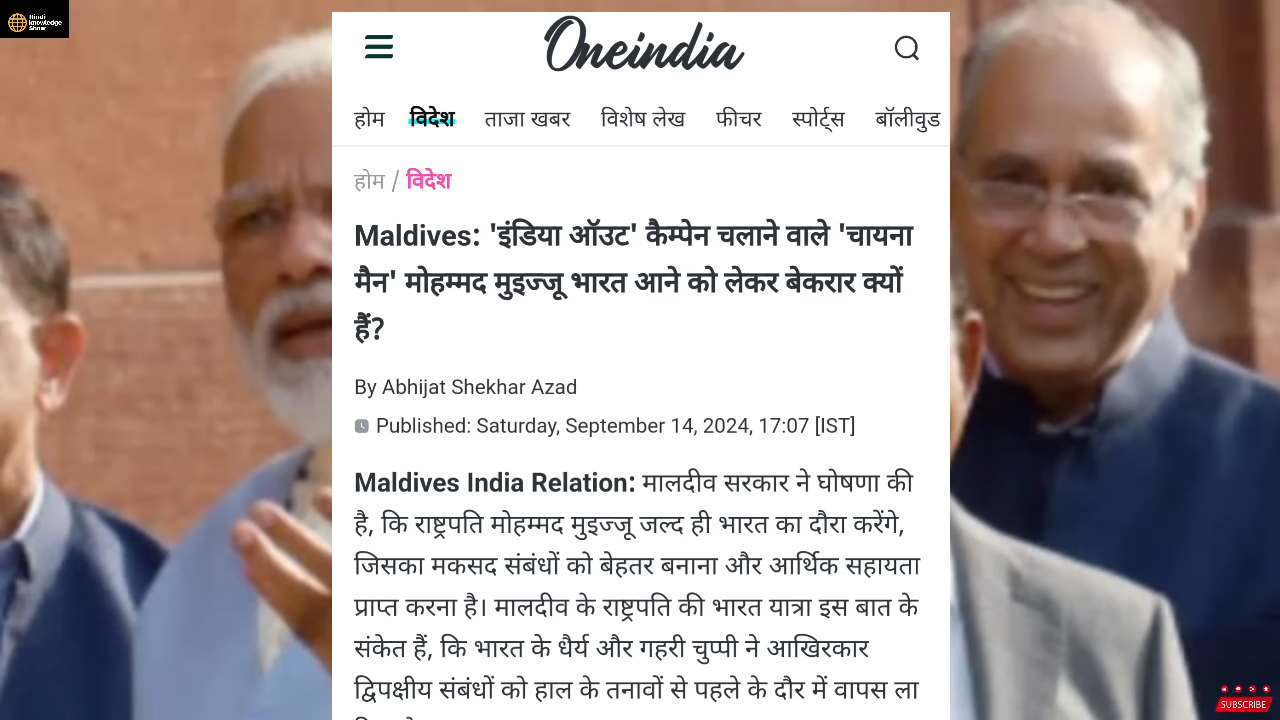 Hindi
Knowledge
Show
Oneindia
होम विदेश ताजा खबर विशेष लेख फीचर स्पोर्ट्स बॉलीवुड
होम / विदेश
Maldives: 'इंडिया ऑउट' कैम्पेन चलाने वाले 'चायना
मैन' मोहम्मद मुइज्जू भारत आने को लेकर बेकरार क्यों
हैं?
By Abhijat Shekhar Azad
Published: Saturday, September 14, 2024, 17:07 [IST]
Maldives India Relation: मालदीव सरकार ने घोषणा की
है, कि राष्ट्रपति मोहम्मद मुइज्जू जल्द ही भारत का दौरा करेंगे,
जिसका मकसद संबंधों को बेहतर बनाना और आर्थिक सहायता
प्राप्त करना है। मालदीव के राष्ट्रपति की भारत यात्रा इस बात के
संकेत हैं, कि भारत के धैर्य और गहरी चुप्पी ने आखिरकार
द्विपक्षीय संबंधों को हाल के तनावों से पहले के दौर में वापस ला
SUBSCRIBE